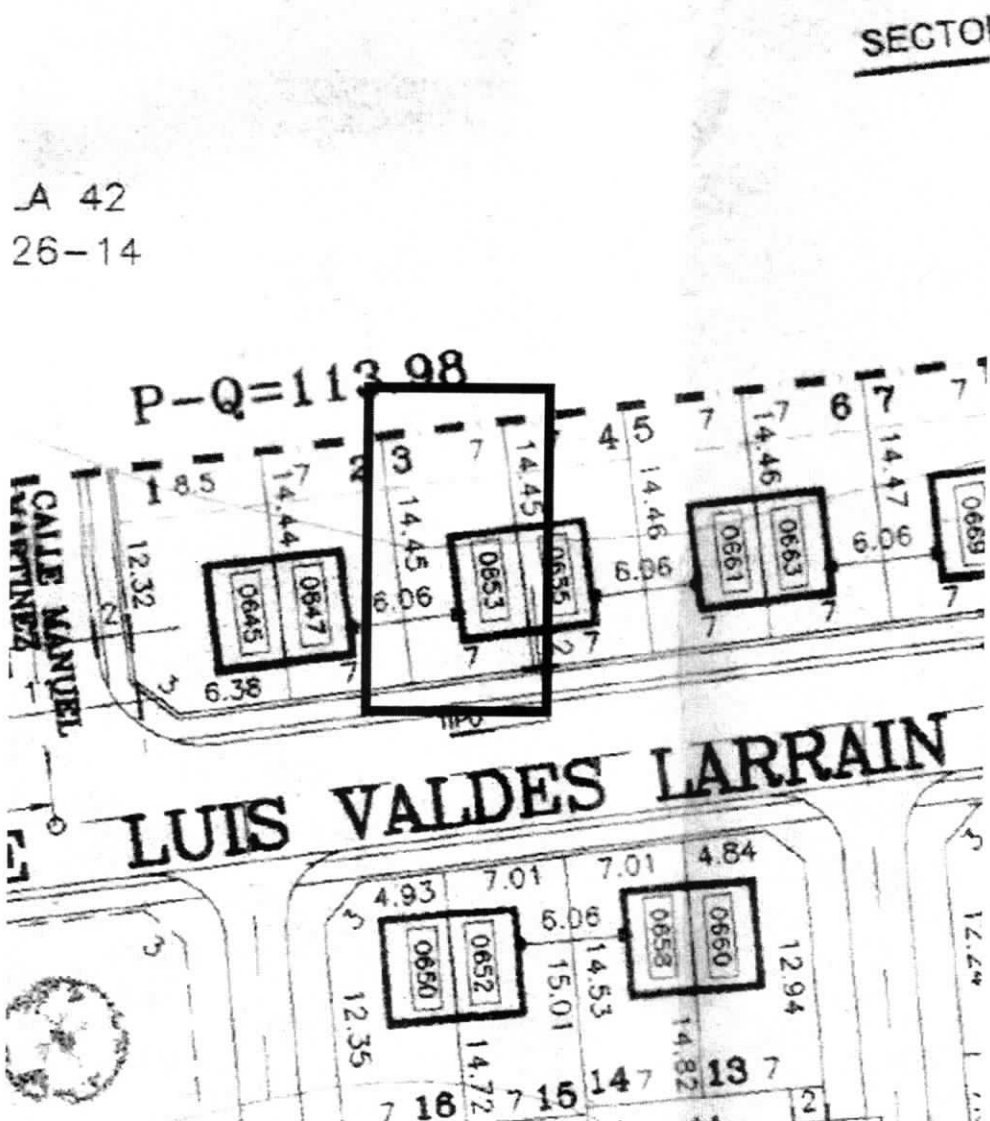 SECTO
A 42
26-14
P-Q=113.98
1 8.5 7 2 3 7 4 5 7 7 6 7 7
14.44 14.45 14.45 14.46 14.46 14.47
CALLE MANUEL
MARTINEZ
12.32
2
0645 0647 0653 0655 0661 0663 0669
6.06 6.06 6.06
1 3 6.38 7 7 2 7 7 7 7
LUIS VALDES LARRAIN
3 4.93 7.01 7.01 4.84 3
0650 0652 6.06 0658 0660
3 12.35 15.01 14.53 12.94
14.72 14.82
7 16 7 15 14 7 13 7
2